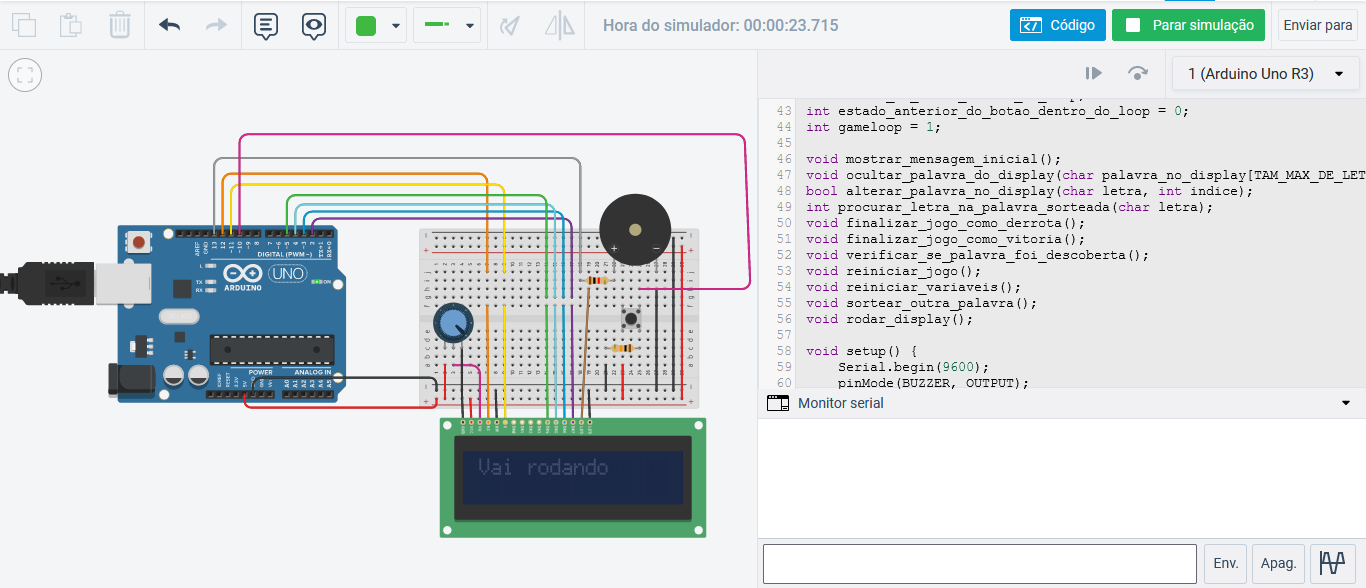 Hora do simulador: 00:00:23.715
Código
Parar simulação
Enviar para
1 (Arduino Uno R3)
43 int estado_anterior_do_botao_dentro_do_loop = 0;
44 int gameloop = 1;
45
46 void mostrar_mensagem_inicial();
47 void ocultar_palavra_do_display(char palavra_no_display[TAM_MAX_DE_LET
48 bool alterar_palavra_no_display(char letra, int indice);
49 int procurar_letra_na_palavra_sorteada(char letra);
50 void finalizar_jogo_como_derrota();
51 void finalizar_jogo_como_vitoria();
52 void verificar_se_palavra_foi_descoberta();
53 void reiniciar_jogo();
54 void reiniciar_variaveis();
55 void sortear_outra_palavra();
56 void rodar_display();
57
58 void setup() {
59 Serial.begin(9600);
60 pinMode(BUZZER, OUTPUT);
Monitor serial
Env.
Apag.
DIGITAL (PWM~)
UNO
ARDUINO
TX
RX
ON
POWER
ANALOG IN
Vai rodando